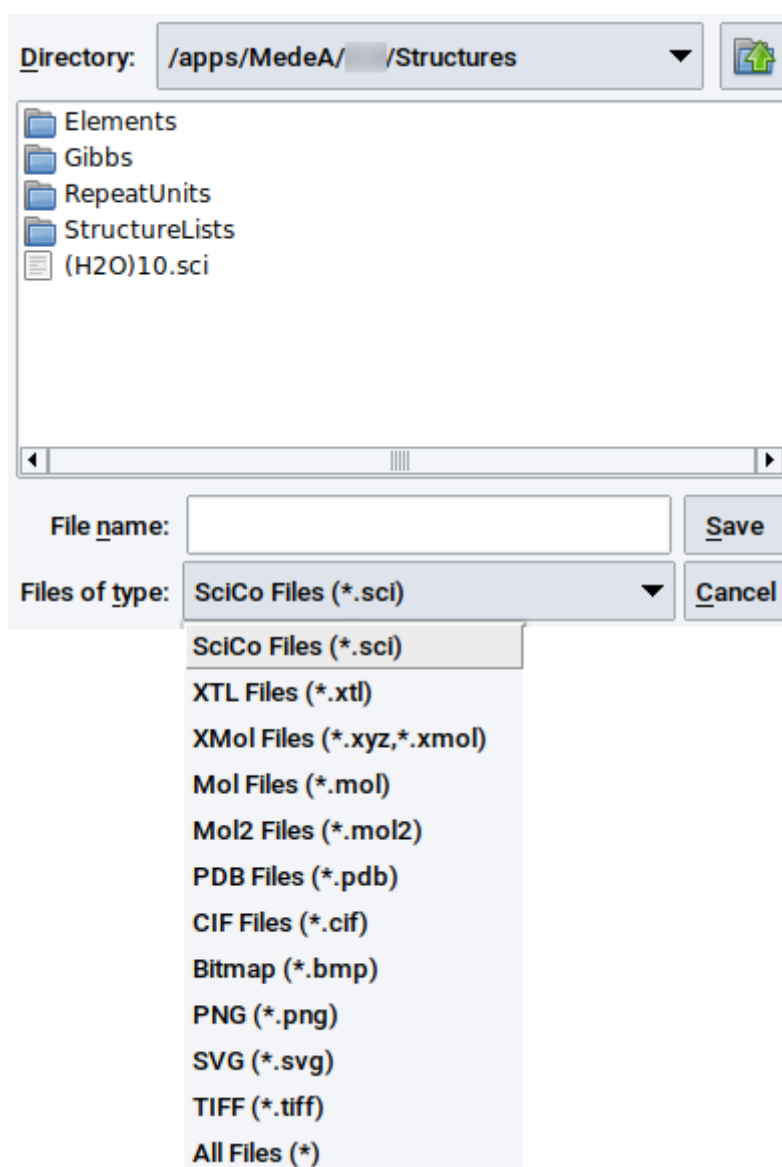 Directory: /apps/MedeA/ /Structures
Elements
Gibbs
RepeatUnits
StructureLists
(H2O)10.sci
File name: Save
Files of type: SciCo Files (*.sci) Cancel
SciCo Files (*.sci)
XTL Files (*.xtl)
XMol Files (*.xyz,*.xmol)
Mol Files (*.mol)
Mol2 Files (*.mol2)
PDB Files (*.pdb)
CIF Files (*.cif)
Bitmap (*.bmp)
PNG (*.png)
SVG (*.svg)
TIFF (*.tiff)
All Files (*)